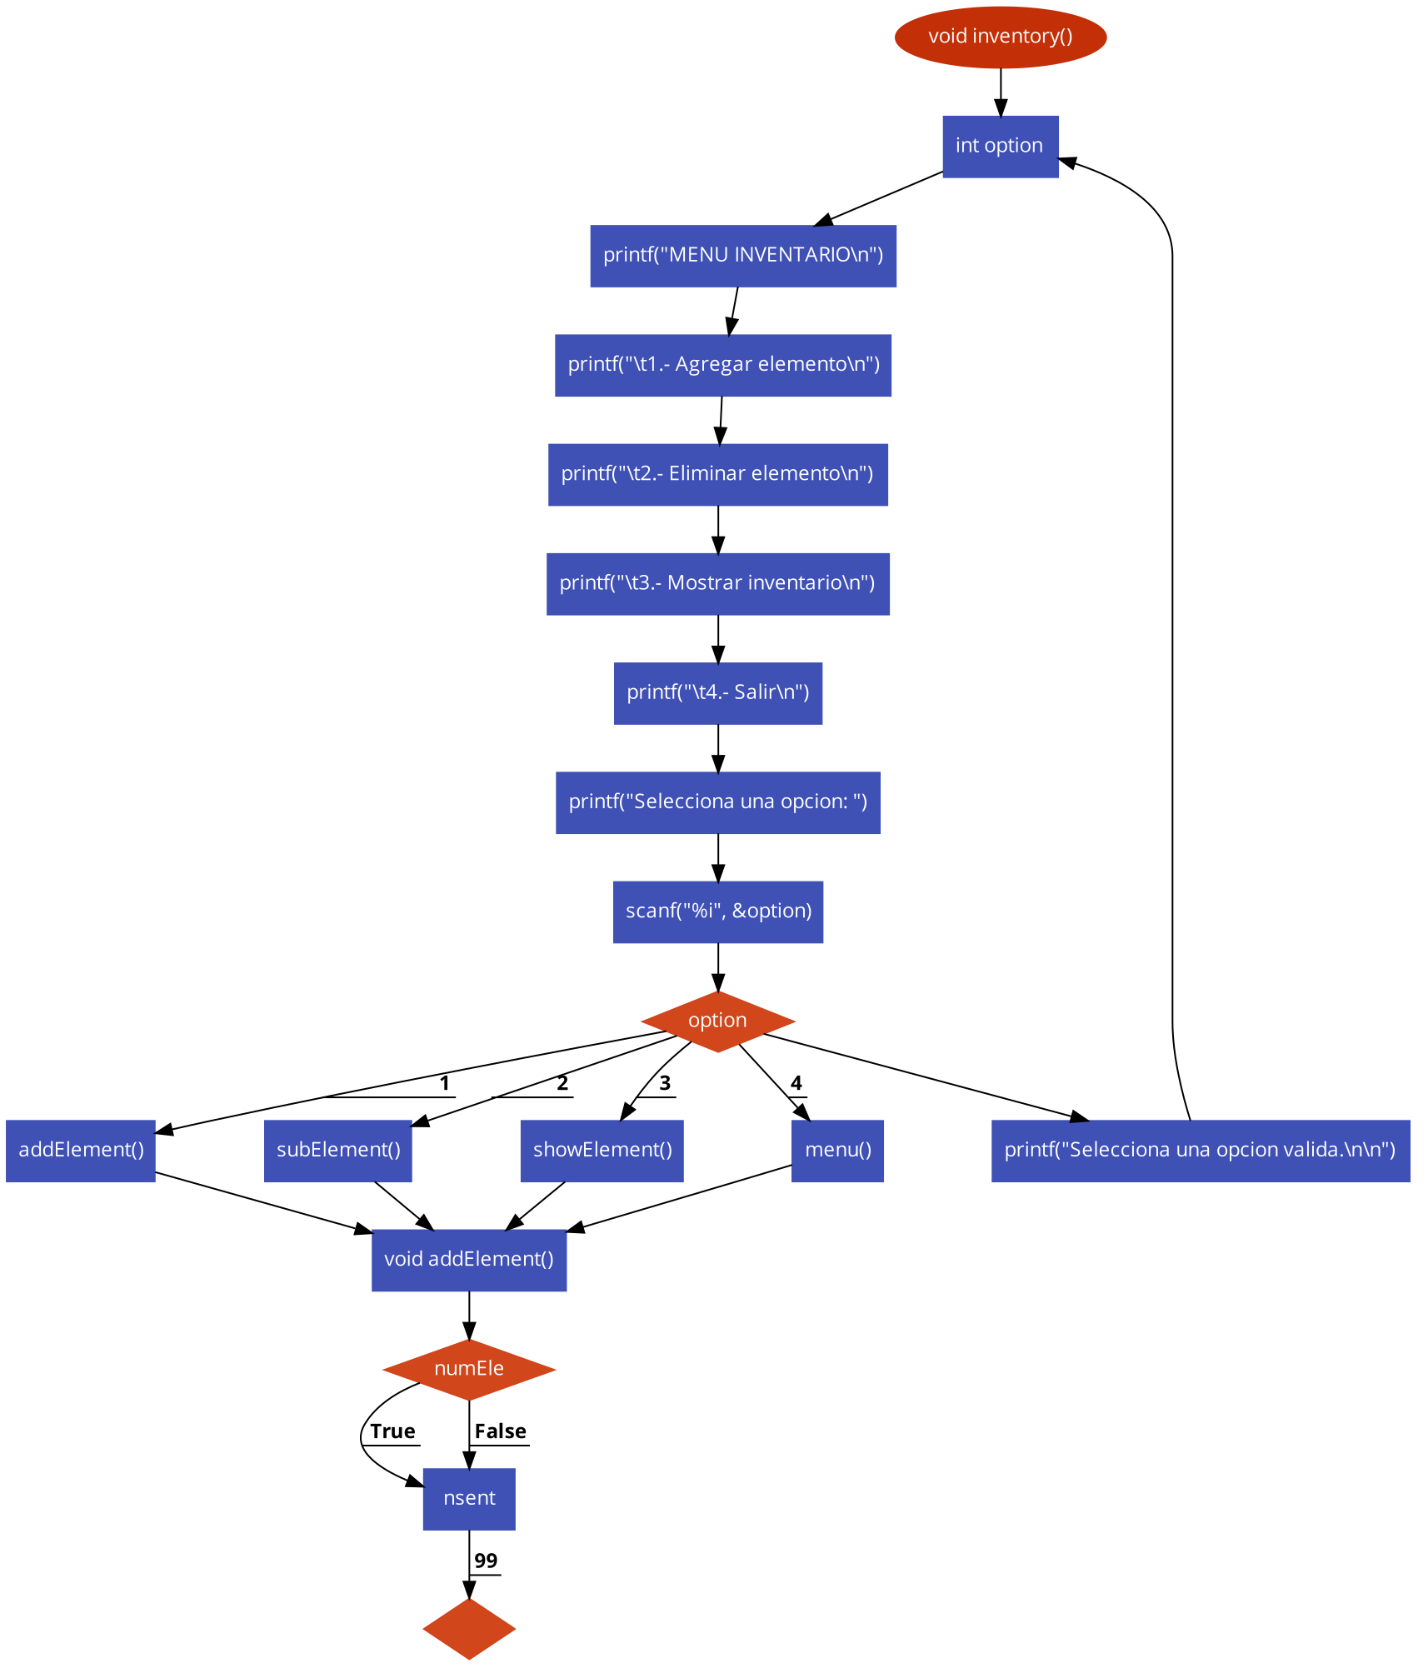 void inventory()
int option
printf("MENU INVENTARIO\n")
printf("\t1.- Agregar elemento\n")
printf("\t2.- Eliminar elemento\n")
printf("\t3.- Mostrar inventario\n")
printf("\t4.- Salir\n")
printf("Selecciona una opcion: ")
scanf("%i", &option)
option
1
2
3
4
addElement()
subElement()
showElement()
menu()
printf("Selecciona una opcion valida.\n\n")
void addElement()
numEle
True
False
nsent
99